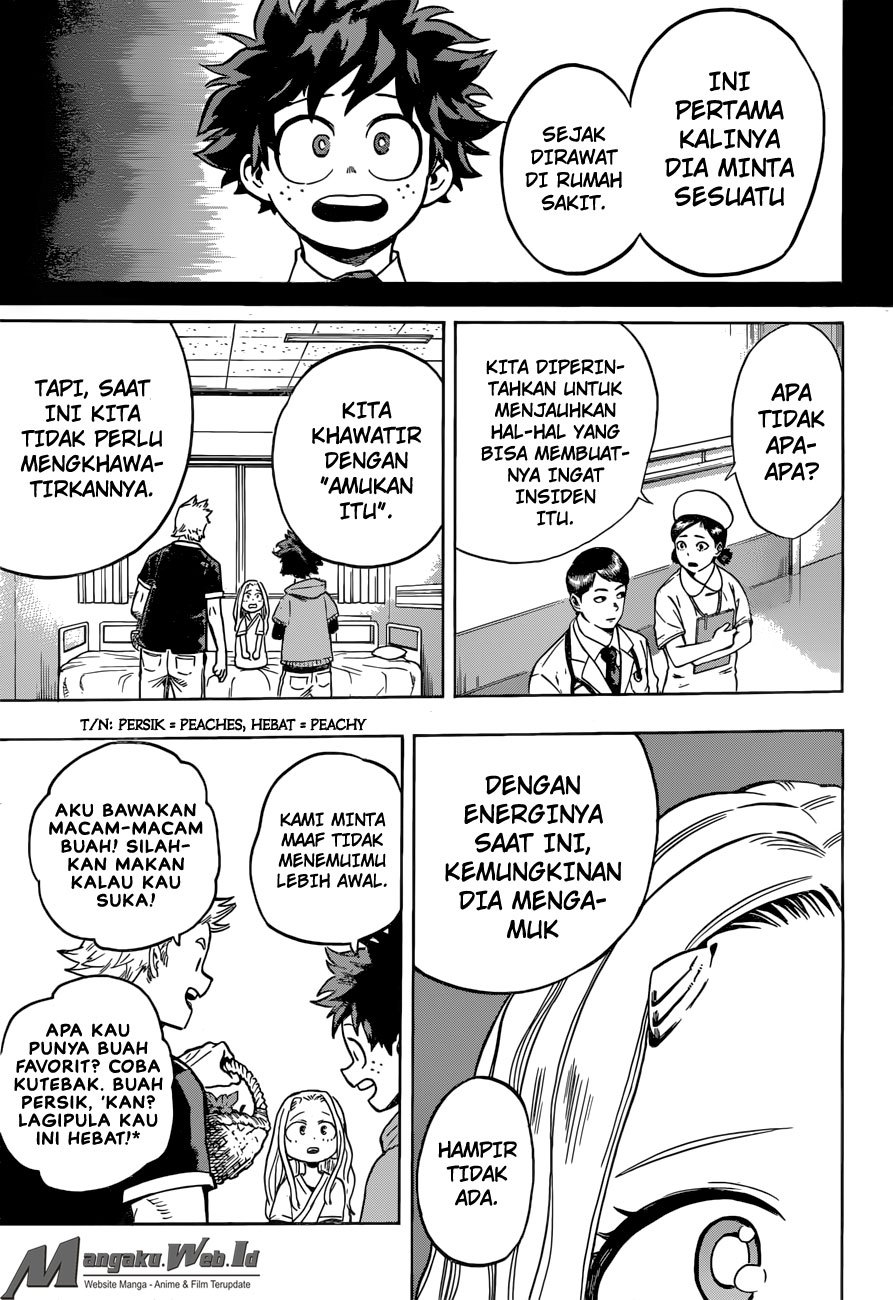 INI
PERTAMA
KALINYA
DIA MINTA
SESUATU
SEJAK
DIRAWAT
DI RUMAH
SAKIT.
APA
TIDAK
APA-
APA?
KITA DIPERIN-
TAHKAN UNTUK
MENJAUHKAN
HAL-HAL YANG
BISA MEMBUAT-
NYA INGAT
INSIDEN
ITU.
KITA
KHAWATIR
DENGAN
"AMUKAN
ITU".
TAPI, SAAT
INI KITA
TIDAK PERLU
MENGKHAWA-
TIRKANNYA.
T/N: PERSIK = PEACHES, HEBAT = PEACHY
DENGAN
ENERGINYA
SAAT INI,
KEMUNGKINAN
DIA MENGA-
MUK
HAMPIR
TIDAK
ADA.
KAMI MINTA
MAAF TIDAK
MENEMUIMU
LEBIH AWAL.
AKU BAWAKAN
MACAM-MACAM
BUAH! SILAH-
KAN MAKAN
KALAU KAU
SUKA!
APA KAU
PUNYA BUAH
FAVORIT? COBA
KUTEBAK. BUAH
PERSIK, 'KAN?
LAGIPULA KAU
INI HEBAT!*
Mangaku.Web.Id
Website Manga - Anime & Film Terupdate